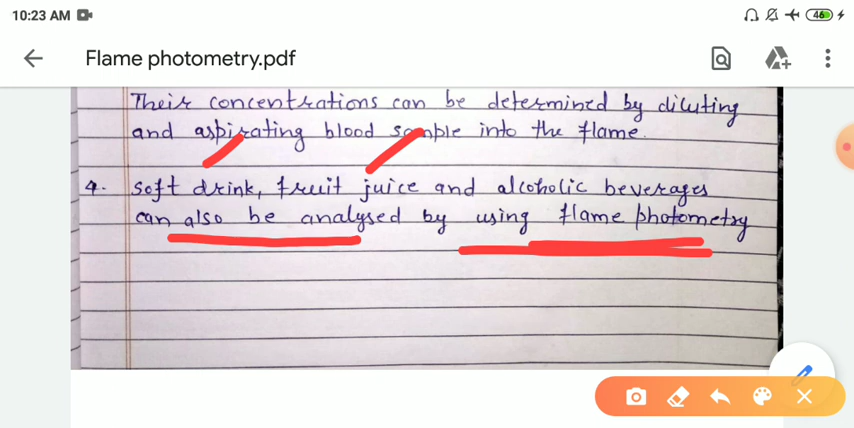 10:23 AM
46
Flame photometry.pdf
Their concentrations can be determined by diluting
and aspirating blood sample into the flame.
4. soft drink, fruit juice and alcoholic beverages
can also be analysed by using flame photometry